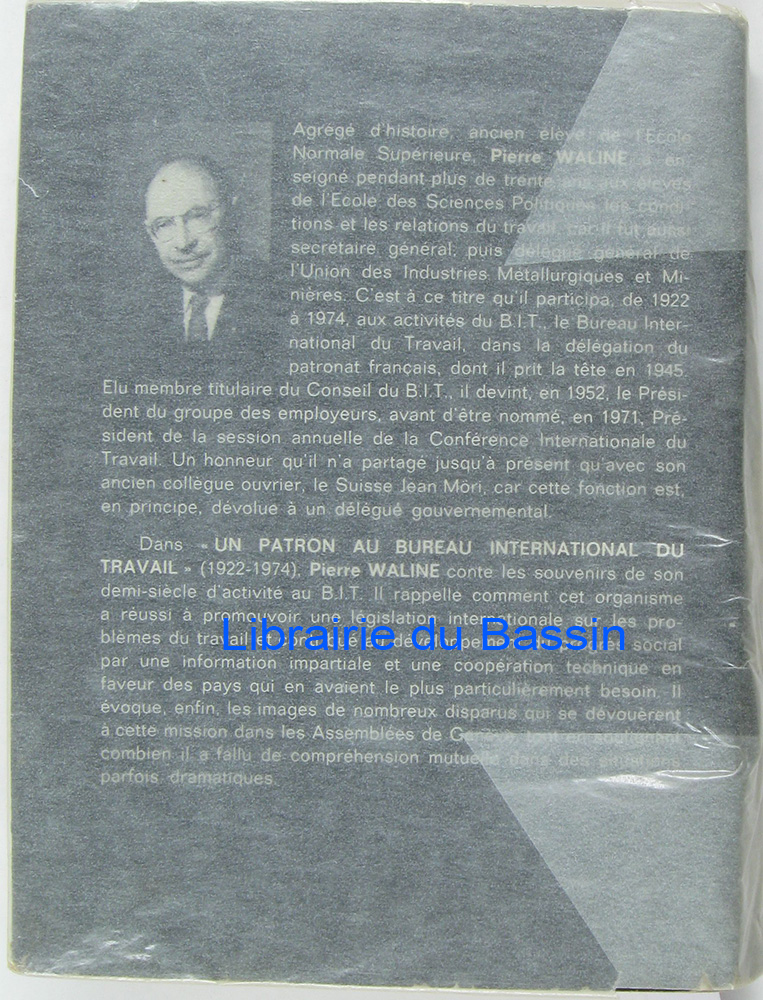 Agrégé d'histoire, ancien élève de l'École
Normale Supérieure, Pierre WALINE a en-
seigné pendant plus de trente ans aux élèves
de l'Ecole des Sciences Politiques les condi-
tions et les relations du travail, car il fut aussi
secrétaire général, puis délégué général de
l'Union des Industries Métallurgiques et Mi-
nières. C'est à ce titre qu'il participa, de 1922
à 1974, aux activités du B.I.T., le Bureau Inter-
national du Travail, dans la délégation du
patronat français, dont il prit la tête en 1945.
Elu membre titulaire du Conseil du B.I.T., il devint, en 1952, le Prési-
dent du groupe des employeurs, avant d'être nommé, en 1971, Pré-
sident de la session annuelle de la Conférence Internationale du
Travail. Un honneur qu'il n'a partagé jusqu'à présent qu'avec son
ancien collègue ouvrier, le Suisse Jean Möri, car cette fonction est,
en principe, dévolue à un délégué gouvernemental.
Dans « UN PATRON AU BUREAU INTERNATIONAL DU
TRAVAIL » (1922-1974), Pierre WALINE conte les souvenirs de son
demi-siècle d'activité au B.I.T. Il rappelle comment cet organisme
a réussi à promouvoir une législation internationale sur les pro-
blèmes du travail et
social
Librairie du Bassin
par une information impartiale et une coopération technique en
faveur des pays qui en avaient le plus particulièrement besoin. Il
évoque, enfin, les images de nombreux disparus qui se dévouèrent
à cette mission dans les Assemblées de
combien il a fallu de compréhension mutuelle dans des situations
parfois dramatiques.